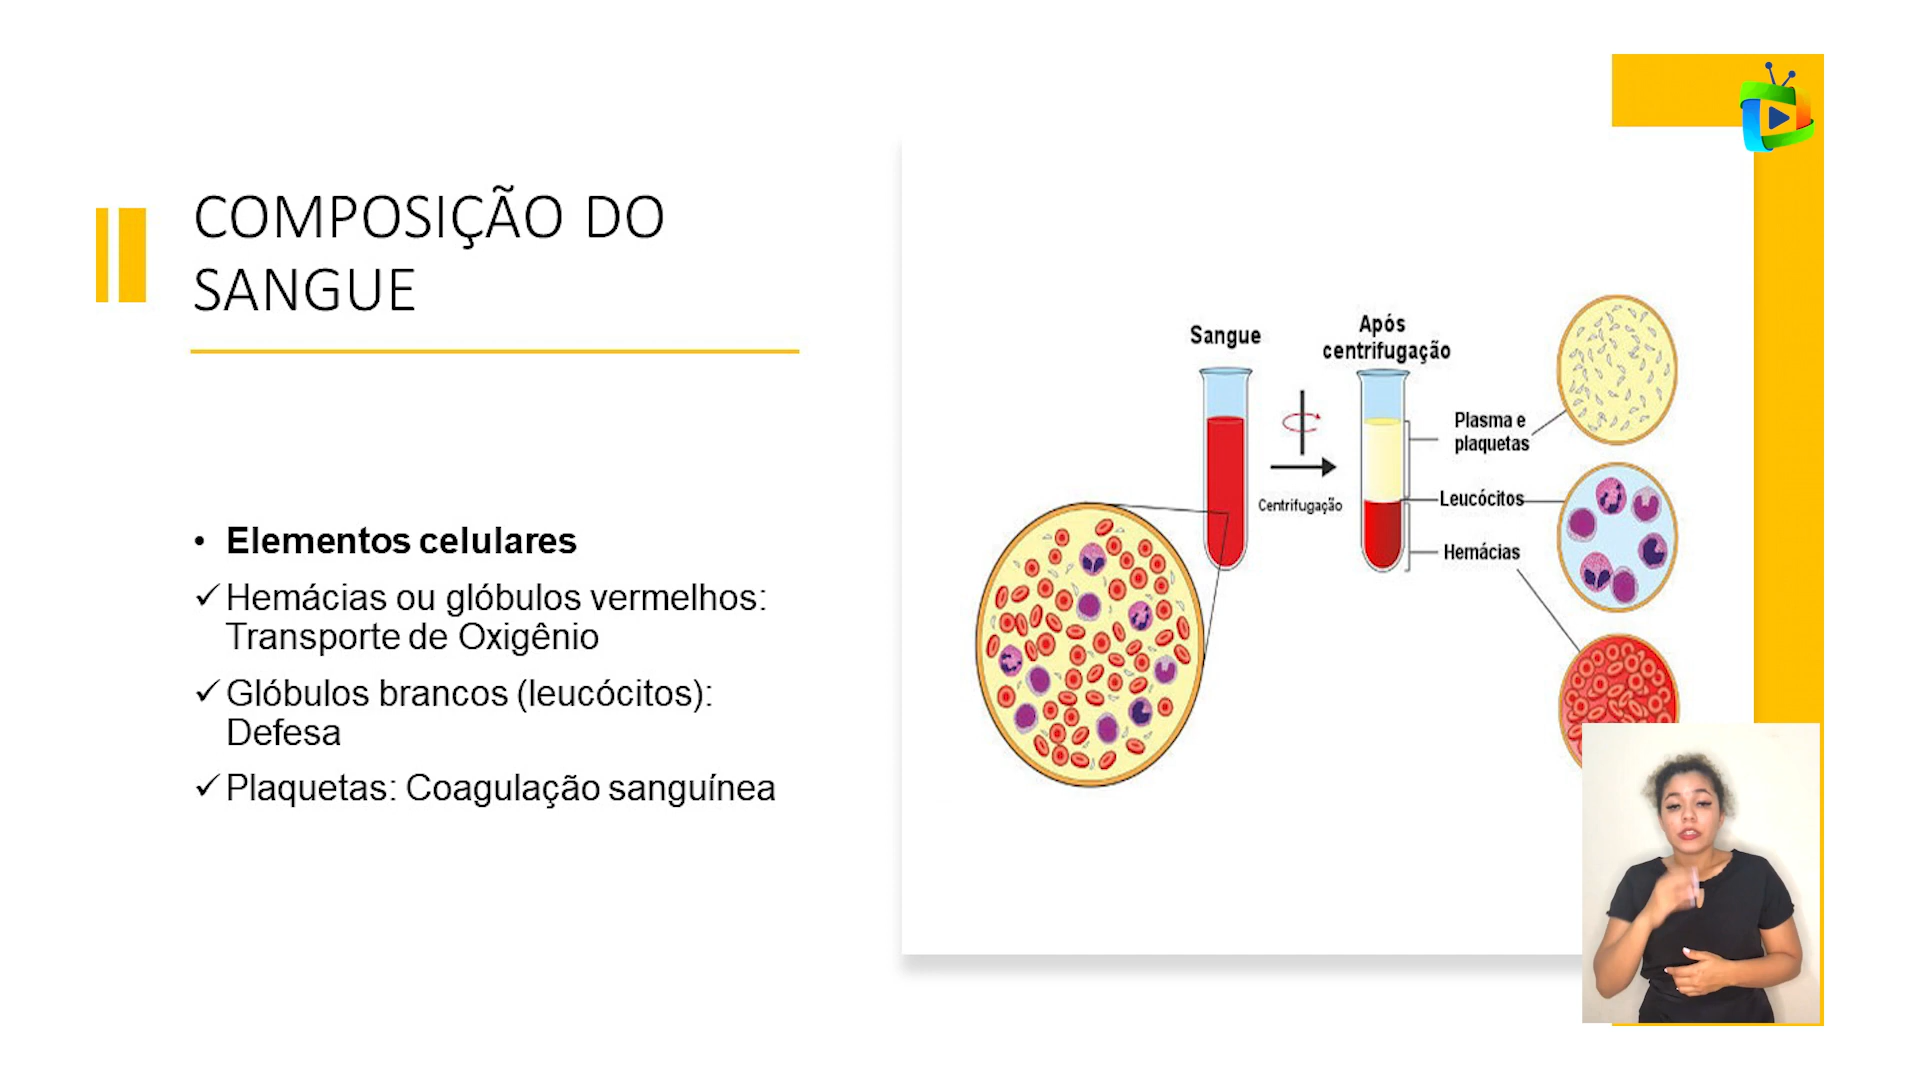 COMPOSIÇÃO DO
SANGUE
• Elementos celulares
✓ Hemácias ou glóbulos vermelhos:
Transporte de Oxigênio
✓ Glóbulos brancos (leucócitos):
Defesa
✓ Plaquetas: Coagulação sanguínea
Sangue
Após
centrifugação
Centrifugação
Plasma e
plaquetas
Leucócitos
Hemácias